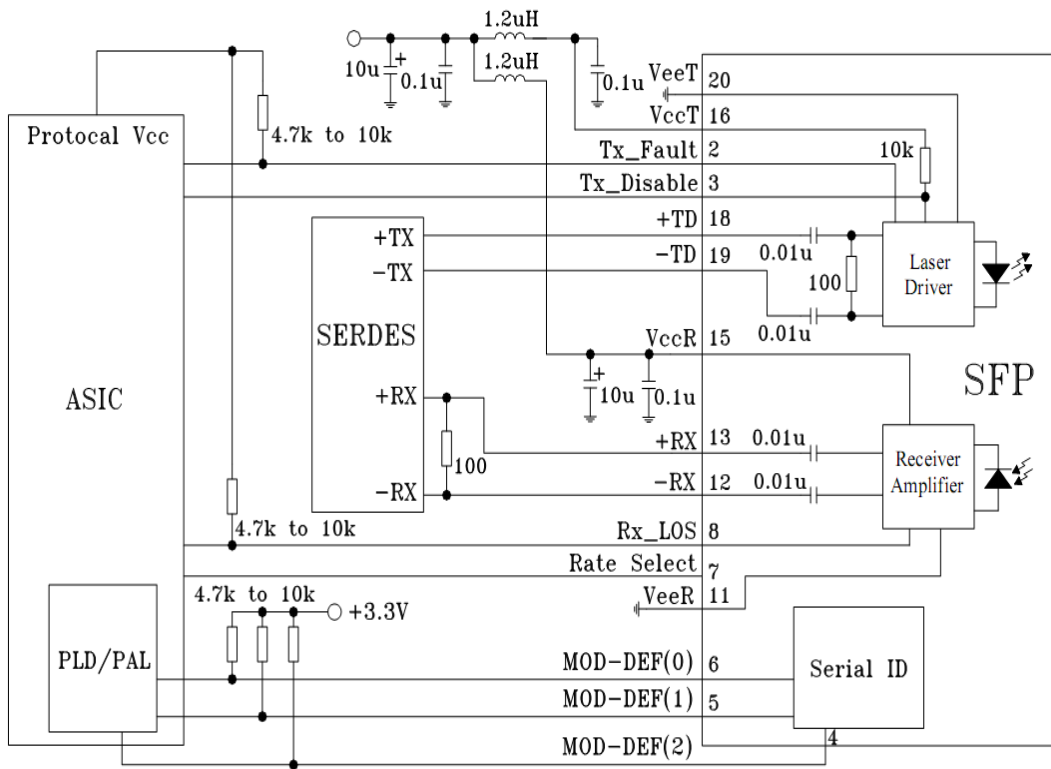 1.2uH
10u
+
0.1u
1.2uH
0.1u
VeeT 20
VccT 16
Protocal Vcc
4.7k to 10k
Tx_Fault 2
10k
Tx_Disable 3
+TD 18
+TX
0.01u
-TD 19
-TX
100
Laser
Driver
SERDES
0.01u
VccR 15
+
10u
0.1u
SFP
ASIC
+RX
+RX 13
0.01u
100
Receiver
Amplifier
-RX
-RX 12
0.01u
4.7k to 10k
Rx_LOS 8
Rate Select 7
4.7k to 10k
VeeR 11
+3.3V
PLD/PAL
MOD-DEF(0) 6
Serial ID
MOD-DEF(1) 5
MOD-DEF(2) 4